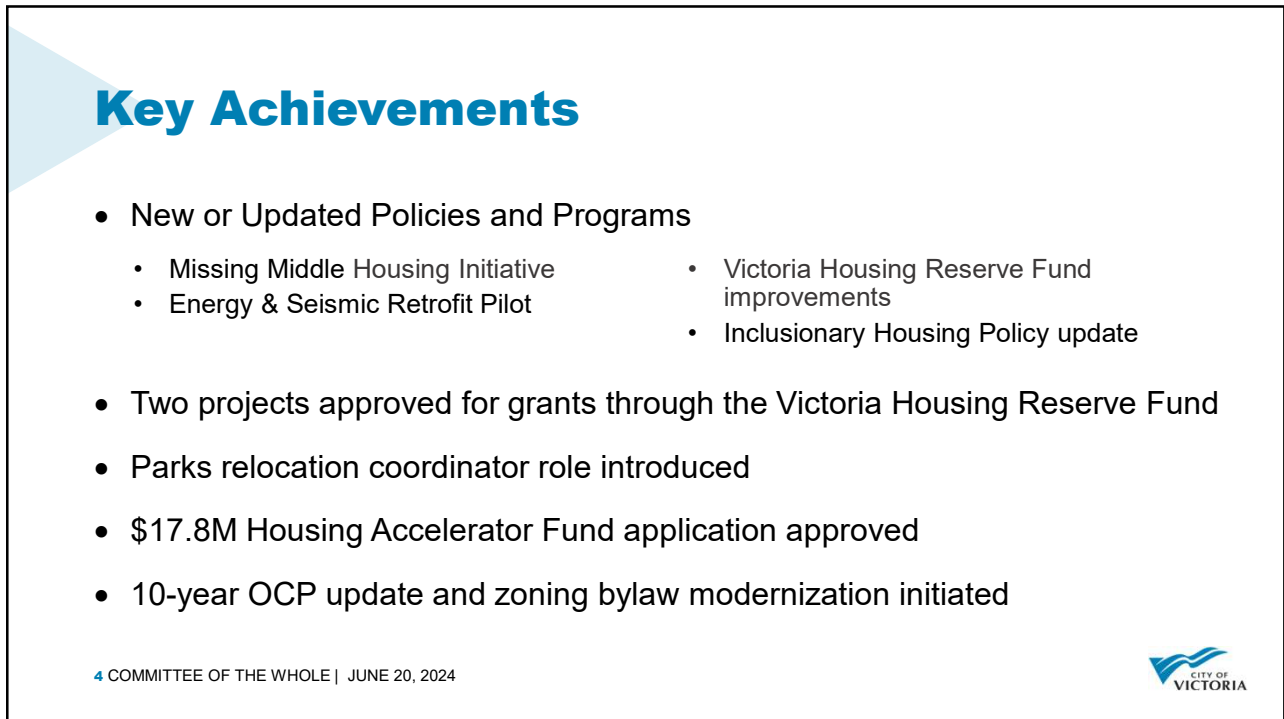 Key Achievements
• New or Updated Policies and Programs
• Missing Middle Housing Initiative
• Energy & Seismic Retrofit Pilot
• Victoria Housing Reserve Fund
improvements
• Inclusionary Housing Policy update
• Two projects approved for grants through the Victoria Housing Reserve Fund
• Parks relocation coordinator role introduced
• $17.8M Housing Accelerator Fund application approved
• 10-year OCP update and zoning bylaw modernization initiated
4 COMMITTEE OF THE WHOLE | JUNE 20, 2024
CITY OF
VICTORIA